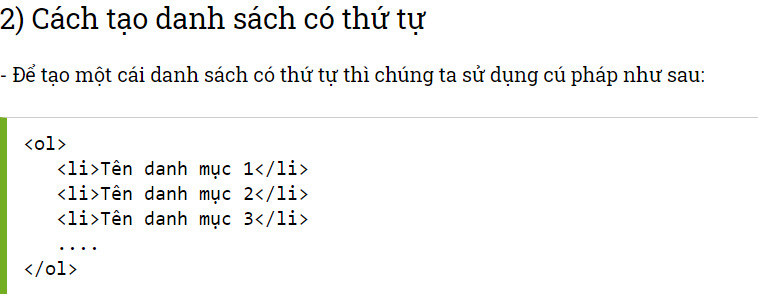 2) Cách tạo danh sách có thứ tự
- Để tạo một cái danh sách có thứ tự thì chúng ta sử dụng cú pháp như sau:
<ol>
   <li>Tên danh mục 1</li>
   <li>Tên danh mục 2</li>
   <li>Tên danh mục 3</li>
   ....
</ol>